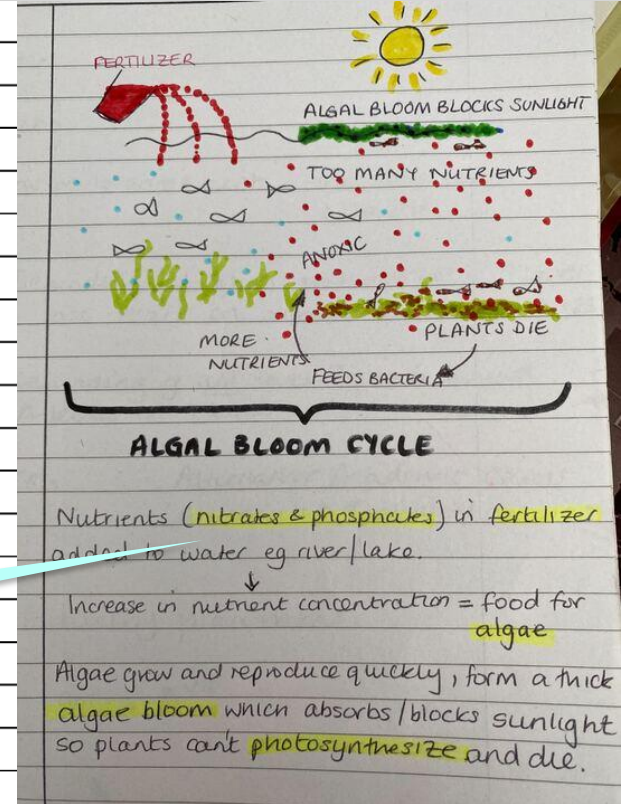 FERTILIZER
ALGAL BLOOM BLOCKS SUNLIGHT
TOO MANY NUTRIENTS
ANOXIC
MORE
NUTRIENTS
PLANTS DIE
FEEDS BACTERIA
ALGAL BLOOM CYCLE
Nutrients (nitrates & phosphates) in fertilizer
added to water eg river/lake.
↓
Increase in nutrient concentration = food for
algae
Algae grow and reproduce quickly, form a thick
algae bloom which absorbs/blocks sunlight
so plants can't photosynthesize and die.